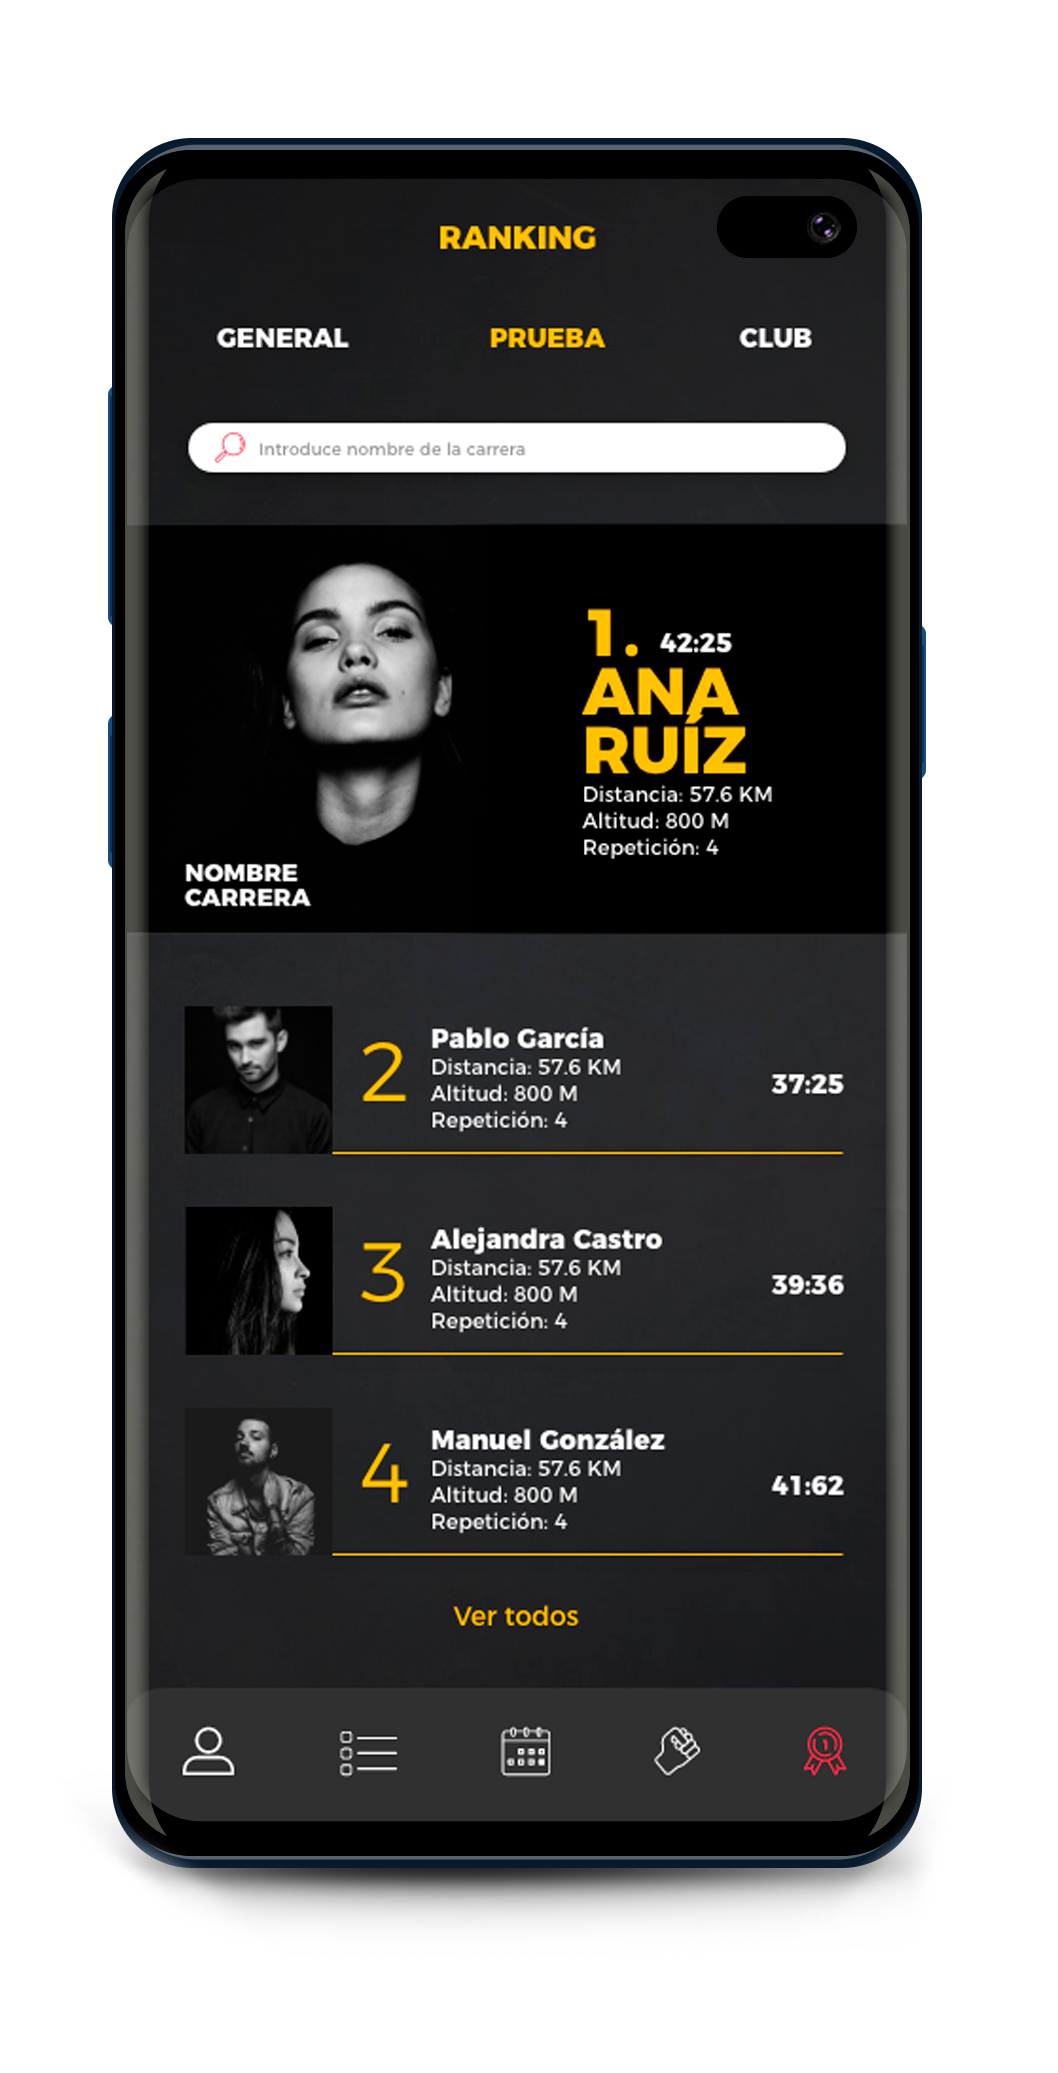 RANKING
GENERAL PRUEBA CLUB
Introduce nombre de la carrera
1. 42:25
ANA
RUÍZ
Distancia: 57.6 KM
Altitud: 800 M
Repetición: 4
NOMBRE
CARRERA
2
Pablo García
Distancia: 57.6 KM
Altitud: 800 M
Repetición: 4
37:25
3
Alejandra Castro
Distancia: 57.6 KM
Altitud: 800 M
Repetición: 4
39:36
4
Manuel González
Distancia: 57.6 KM
Altitud: 800 M
Repetición: 4
41:62
Ver todos
1